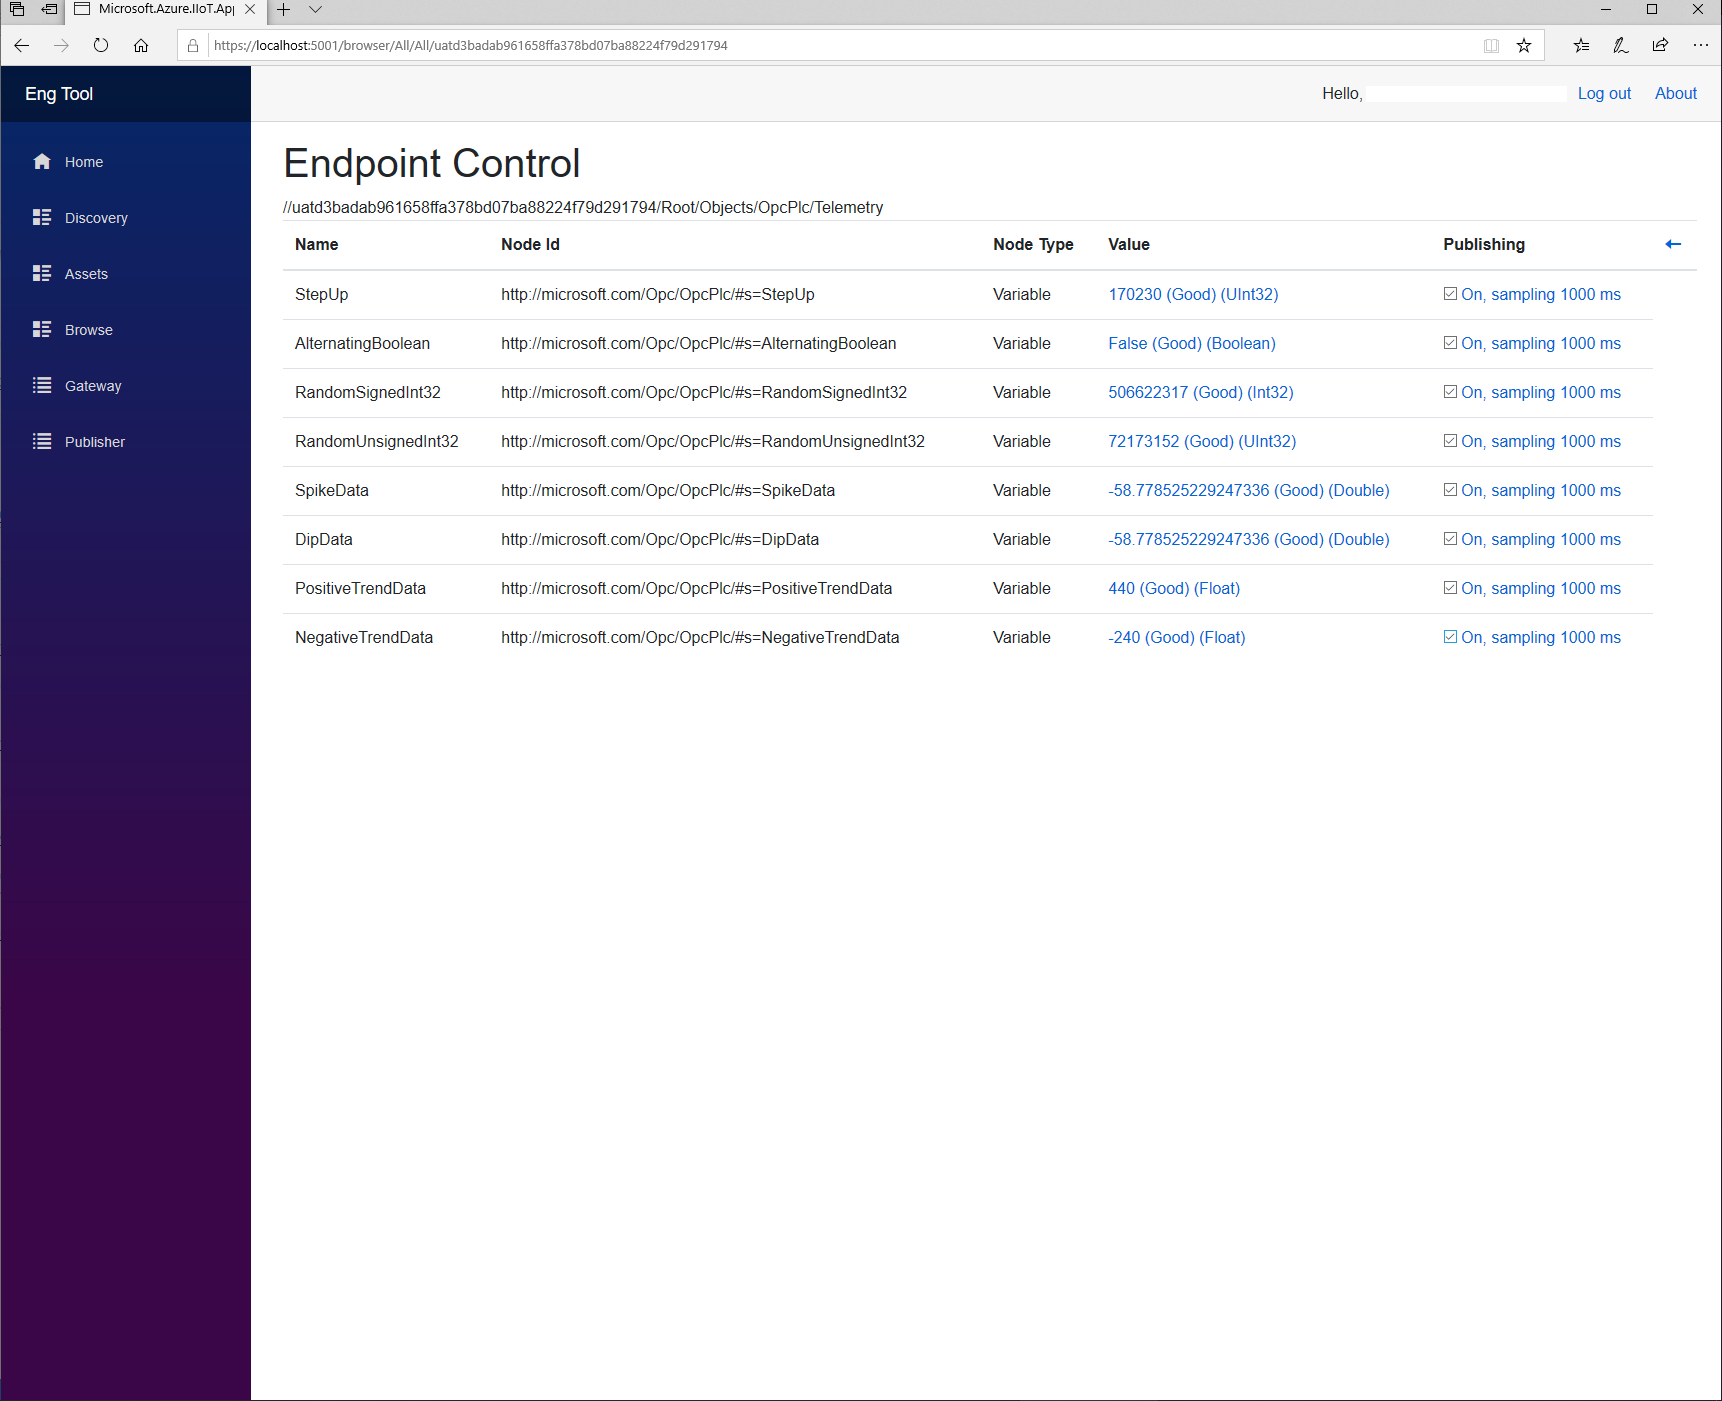 Microsoft.Azure.IIoT.App
https://localhost:5001/browser/All/All/uatd3badab961658ffa378bd07ba88224f79d291794
Eng Tool
Hello, Log out About
Home
Discovery
Assets
Browse
Gateway
Publisher
Endpoint Control
//uatd3badab961658ffa378bd07ba88224f79d291794/Root/Objects/OpcPlc/Telemetry
Name Node Id Node Type Value Publishing
StepUp http://microsoft.com/Opc/OpcPlc/#s=StepUp Variable 170230 (Good) (UInt32) On, sampling 1000 ms
AlternatingBoolean http://microsoft.com/Opc/OpcPlc/#s=AlternatingBoolean Variable False (Good) (Boolean) On, sampling 1000 ms
RandomSignedInt32 http://microsoft.com/Opc/OpcPlc/#s=RandomSignedInt32 Variable 506622317 (Good) (Int32) On, sampling 1000 ms
RandomUnsignedInt32 http://microsoft.com/Opc/OpcPlc/#s=RandomUnsignedInt32 Variable 72173152 (Good) (UInt32) On, sampling 1000 ms
SpikeData http://microsoft.com/Opc/OpcPlc/#s=SpikeData Variable -58.778525229247336 (Good) (Double) On, sampling 1000 ms
DipData http://microsoft.com/Opc/OpcPlc/#s=DipData Variable -58.778525229247336 (Good) (Double) On, sampling 1000 ms
PositiveTrendData http://microsoft.com/Opc/OpcPlc/#s=PositiveTrendData Variable 440 (Good) (Float) On, sampling 1000 ms
NegativeTrendData http://microsoft.com/Opc/OpcPlc/#s=NegativeTrendData Variable -240 (Good) (Float) On, sampling 1000 ms